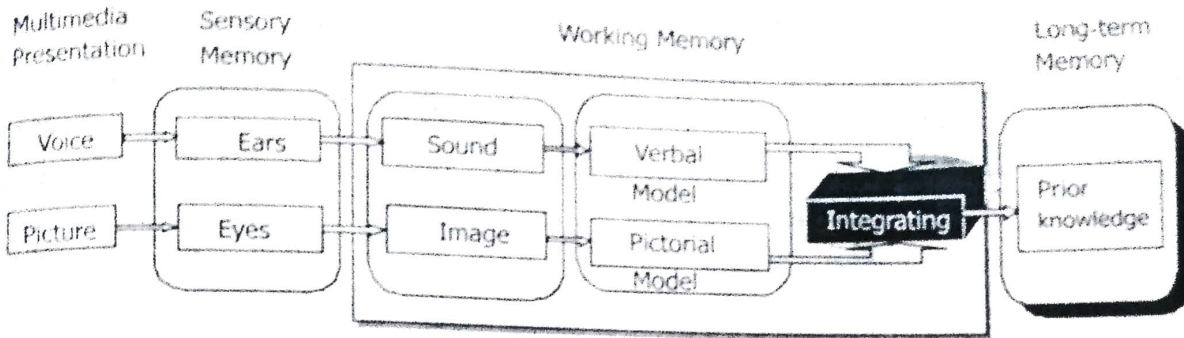 Multimedia
Presentation
Sensory
Memory
Working Memory
Long-term
Memory
Voice
Ears
Sound
Verbal
Model
Integrating
Prior
knowledge
Picture
Eyes
Image
Pictorial
Model